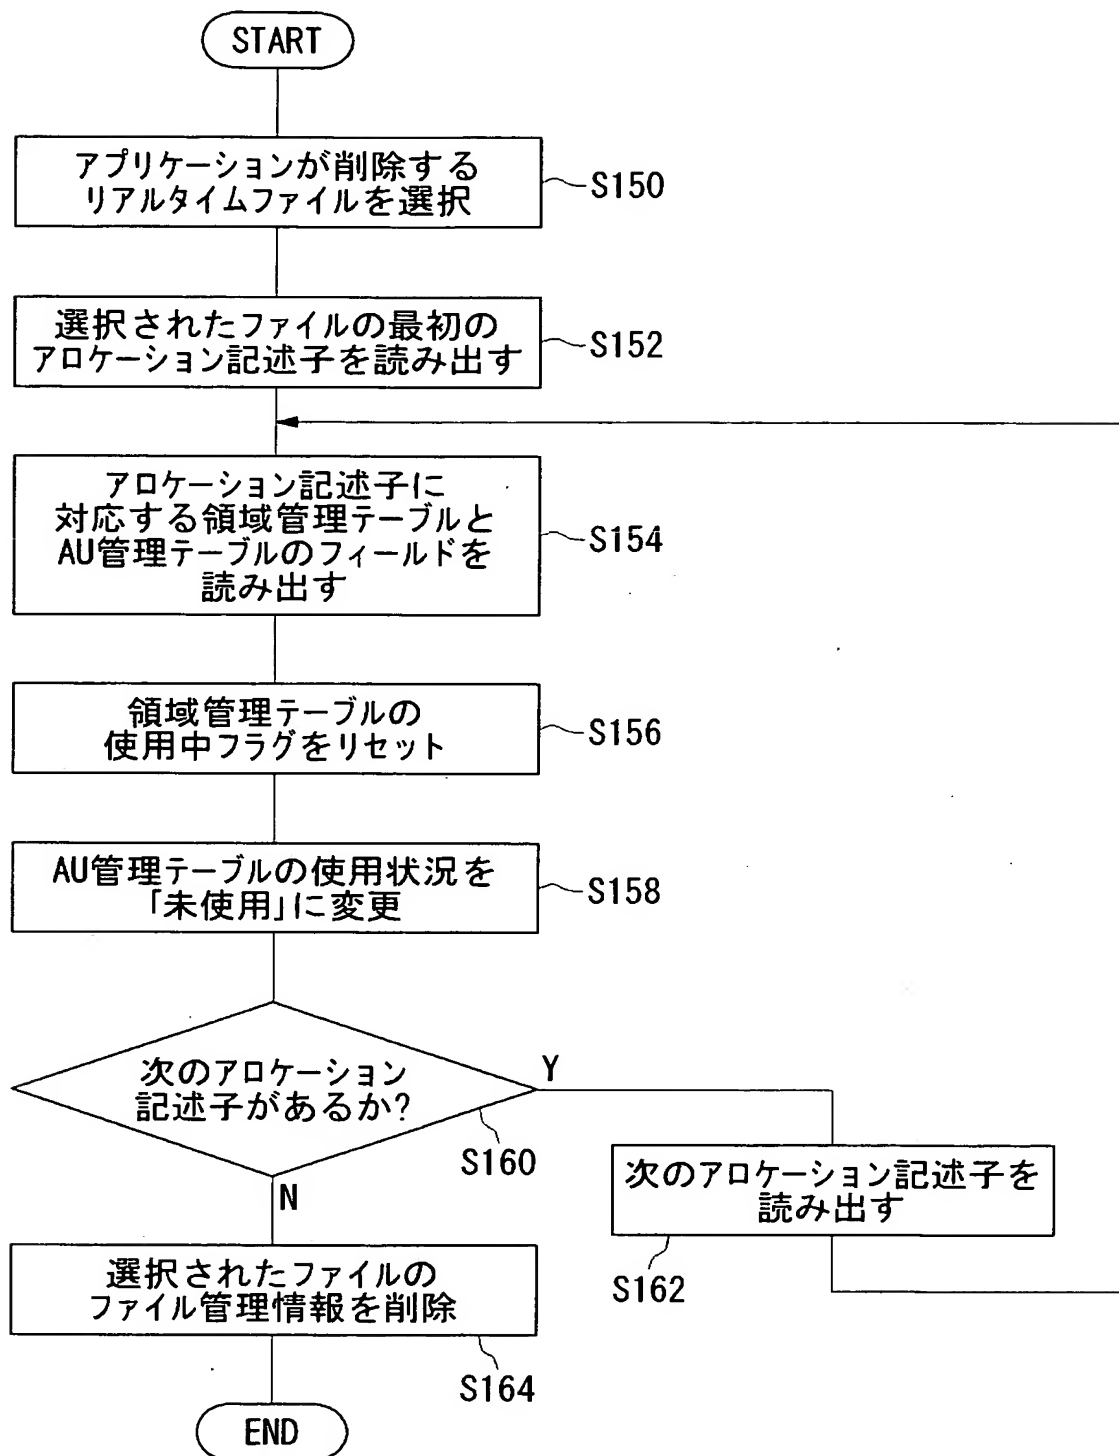 START
アプリケーションが削除する
リアルタイムファイルを選択
S150
選択されたファイルの最初の
アロケーション記述子を読み出す
S152
アロケーション記述子に
対応する領域管理テーブルと
AU管理テーブルのフィールドを
読み出す
S154
領域管理テーブルの
使用中フラグをリセット
S156
AU管理テーブルの使用状況を
「未使用」に変更
S158
次のアロケーション
記述子があるか?
Y
S160
N
次のアロケーション記述子を
読み出す
S162
選択されたファイルの
ファイル管理情報を削除
S164
END